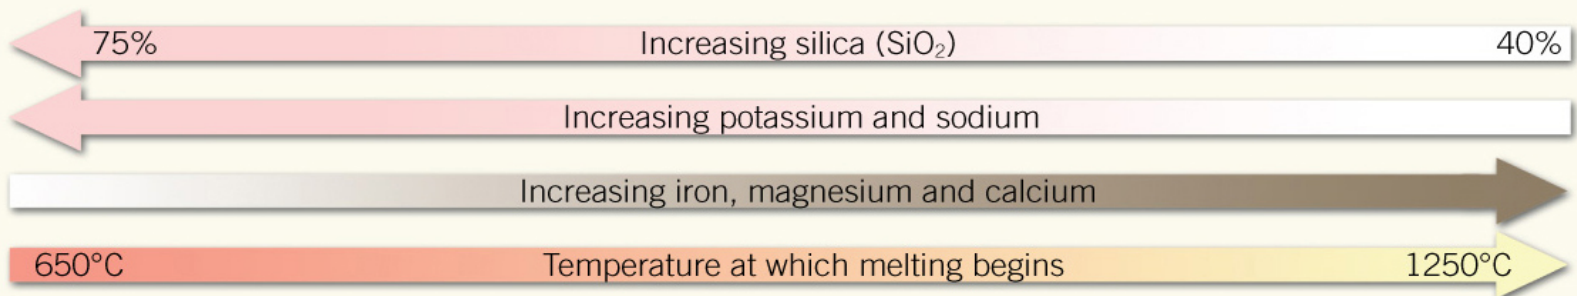 75% Increasing silica (SiO₂) 40%
Increasing potassium and sodium
Increasing iron, magnesium and calcium
650°C Temperature at which melting begins 1250°C